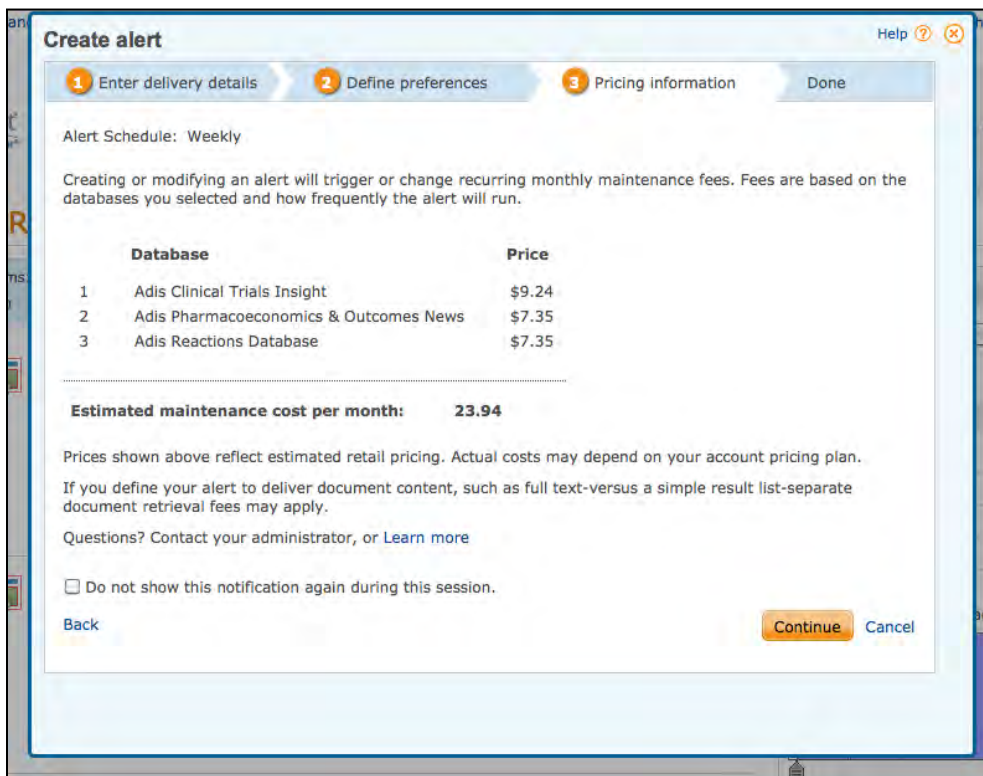 Create alert
Help ?
1 Enter delivery details 2 Define preferences 3 Pricing information Done
Alert Schedule: Weekly
Creating or modifying an alert will trigger or change recurring monthly maintenance fees. Fees are based on the
databases you selected and how frequently the alert will run.
Database Price
1 Adis Clinical Trials Insight $9.24
2 Adis Pharmacoeconomics & Outcomes News $7.35
3 Adis Reactions Database $7.35
Estimated maintenance cost per month: 23.94
Prices shown above reflect estimated retail pricing. Actual costs may depend on your account pricing plan.
If you define your alert to deliver document content, such as full text-versus a simple result list-separate
document retrieval fees may apply.
Questions? Contact your administrator, or Learn more
Do not show this notification again during this session.
Back Continue Cancel